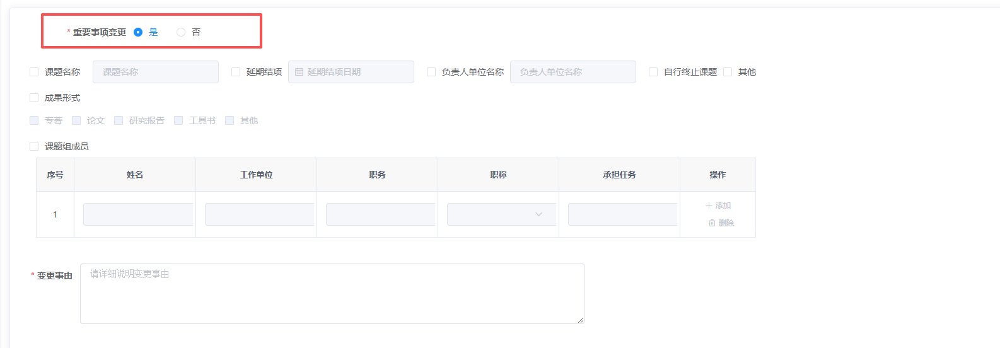 * 重要事项变更 是 否
课题名称 课题名称 延期结项 延期结项日期 负责人单位名称 负责人单位名称 自行终止课题 其他
成果形式
专著 论文 研究报告 工具书 其他
课题组成员
序号 姓名 工作单位 职务 职称 承担任务 操作
1 添加
删除
* 变更事由 请详细说明变更事由